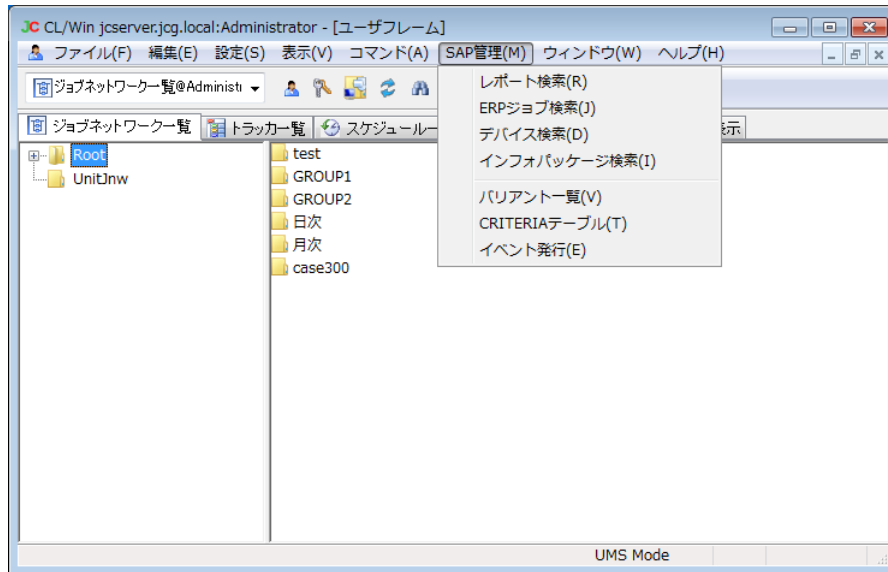 JC CL/Win jcserver.jcg.local:Administrator - [ユーザフレーム]
ファイル(F) 編集(E) 設定(S) 表示(V) コマンド(A) SAP管理(M) ウィンドウ(W) ヘルプ(H)
ジョブネットワーク一覧@Administr
ジョブネットワーク一覧 トラッカ一覧 スケジュール一 示
Root
UnitJnw
test
GROUP1
GROUP2
日次
月次
case300
レポート検索(R)
ERPジョブ検索(J)
デバイス検索(D)
インフォパッケージ検索(I)
バリアント一覧(V)
CRITERIAテーブル(T)
イベント発行(E)
UMS Mode